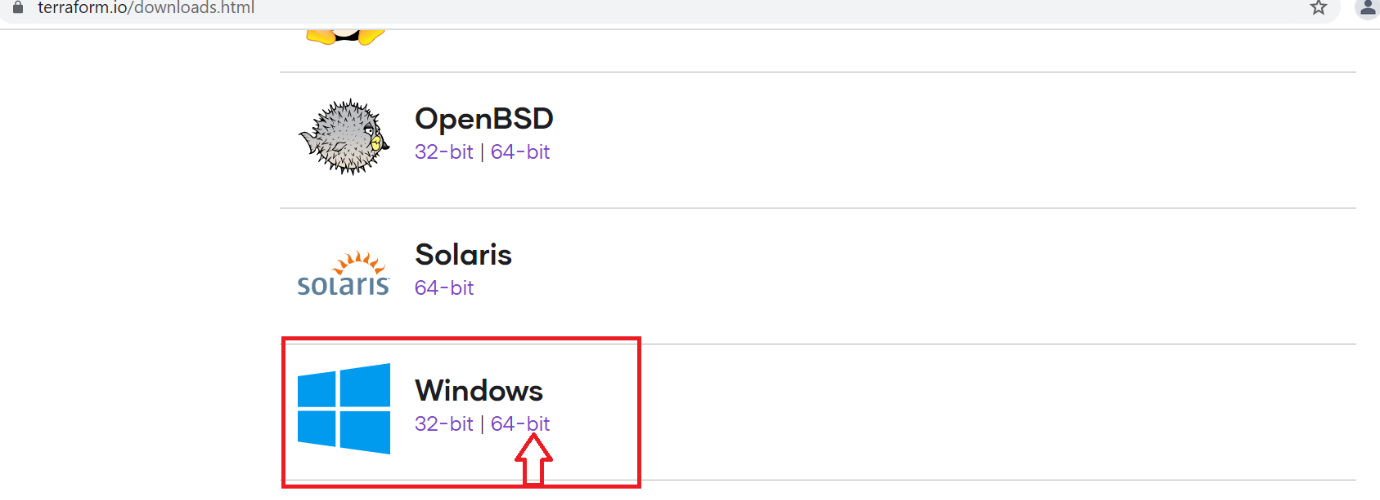 terraform.io/downloads.html
OpenBSD
32-bit | 64-bit
Solaris
solaris
64-bit
Windows
32-bit | 64-bit